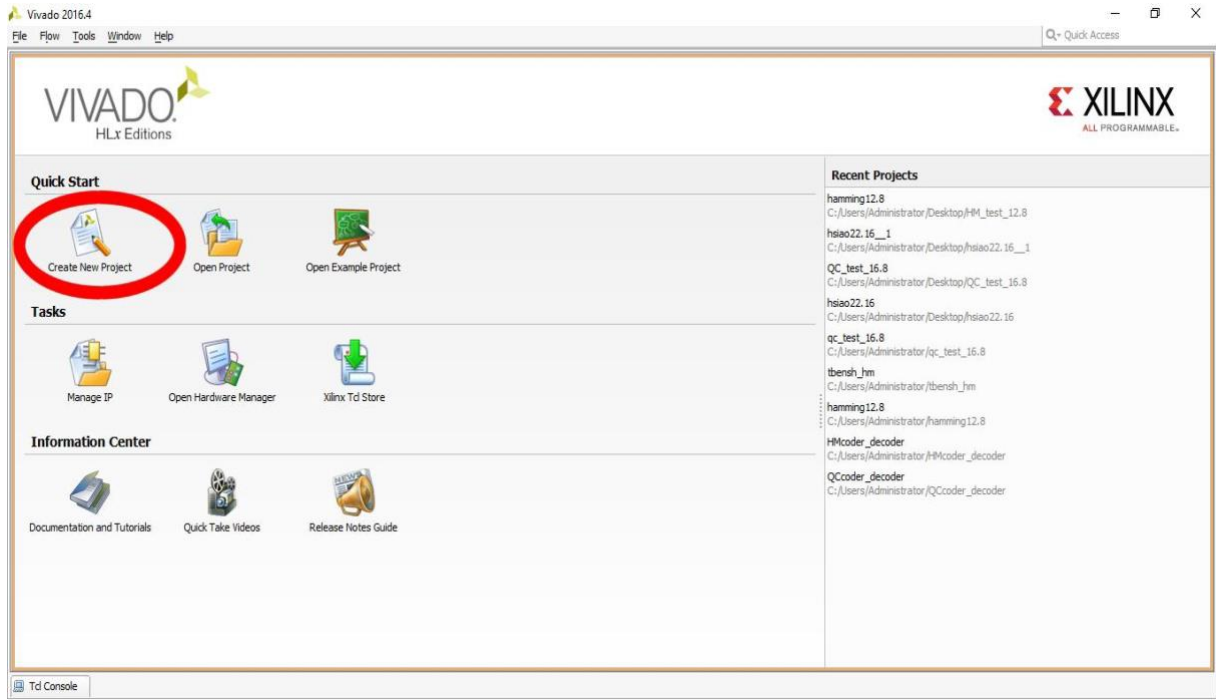 Vivado 2016.4
File Flow Tools Window Help
Quick Access
VIVADO.
HLx Editions
XILINX
ALL PROGRAMMABLE.
Quick Start
Create New Project
Open Project
Open Example Project
Tasks
Manage IP
Open Hardware Manager
Xilinx Tcl Store
Information Center
Documentation and Tutorials
Quick Take Videos
Release Notes Guide
Recent Projects
hamming12.8
C:/Users/Administrator/Desktop/HM_test_12.8
hsiao22.16__1
C:/Users/Administrator/Desktop/hsiao22.16__1
QC_test_16.8
C:/Users/Administrator/Desktop/QC_test_16.8
hsiao22.16
C:/Users/Administrator/Desktop/hsiao22.16
qc_test_16.8
C:/Users/Administrator/qc_test_16.8
tbensh_hm
C:/Users/Administrator/tbensh_hm
hamming12.8
C:/Users/Administrator/hamming12.8
HMcoder_decoder
C:/Users/Administrator/HMcoder_decoder
QCcoder_decoder
C:/Users/Administrator/QCcoder_decoder
Tcl Console